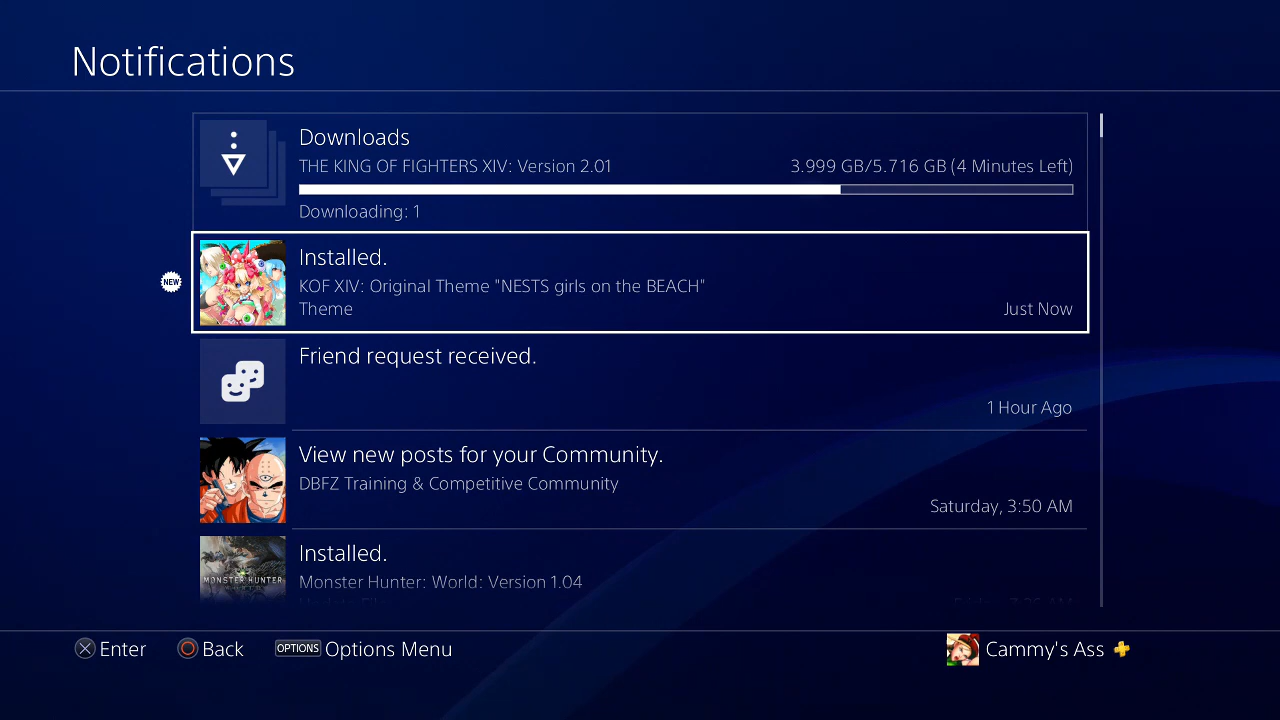 Notifications
Downloads
THE KING OF FIGHTERS XIV: Version 2.01 3.999 GB/5.716 GB (4 Minutes Left)
Downloading: 1
NEW
Installed.
KOF XIV: Original Theme "NESTS girls on the BEACH"
Theme Just Now
Friend request received.
1 Hour Ago
View new posts for your Community.
DBFZ Training & Competitive Community
Saturday, 3:50 AM
Installed.
MONSTER HUNTER
Monster Hunter: World: Version 1.04
Enter Back OPTIONS Options Menu Cammy's Ass